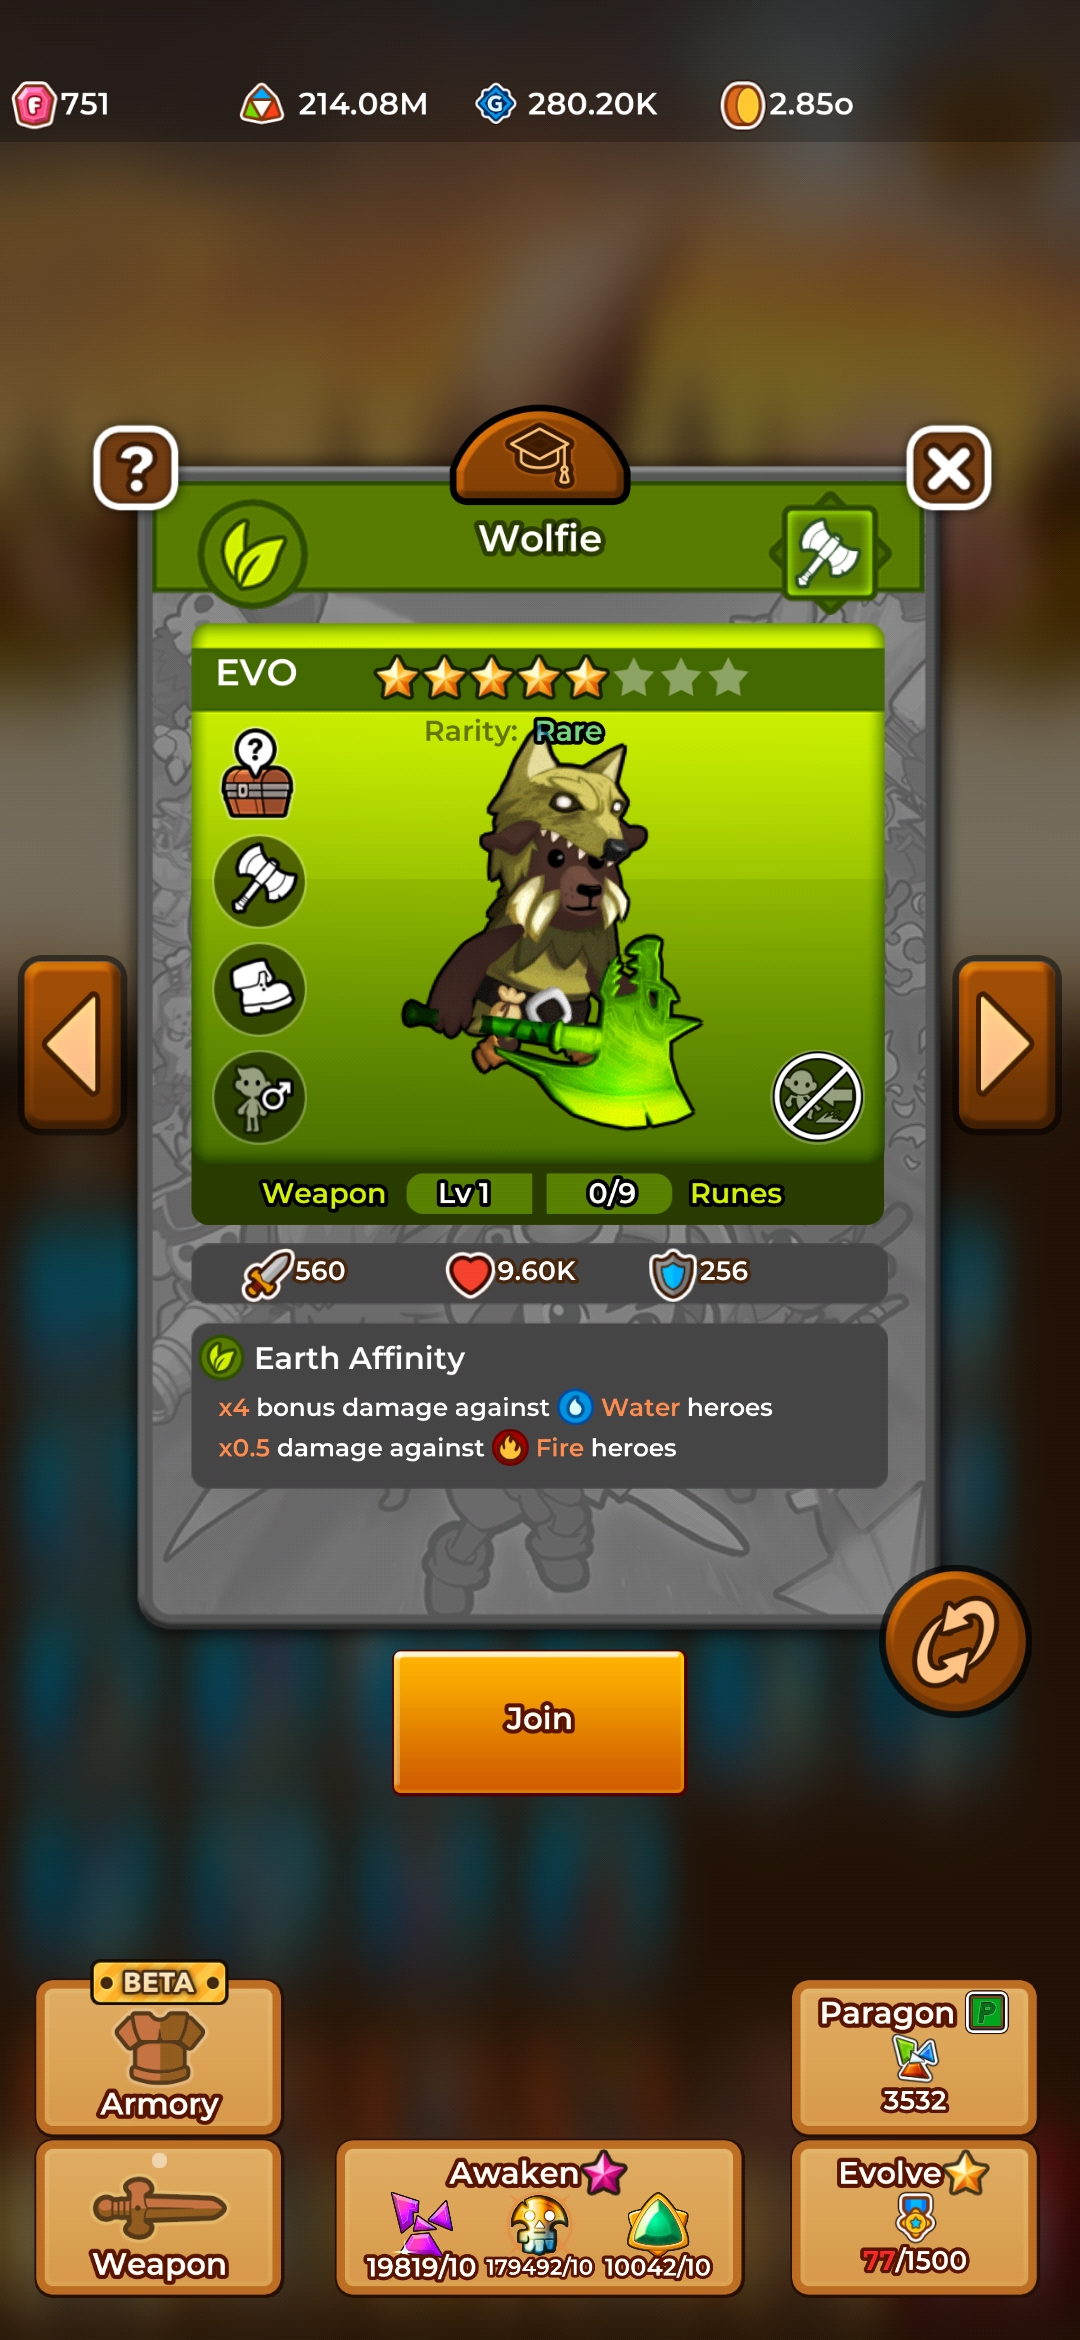 F 751 214.08M G 280.20K 2.85o
?
Wolfie
EVO
Rarity: Rare
?
Weapon Lv 1 0/9 Runes
560 9.60K 256
Earth Affinity
x4 bonus damage against Water heroes
x0.5 damage against Fire heroes
Join
BETA
Armory
Paragon P
3532
Weapon
Awaken
19819/10 179492/10 10042/10
Evolve
77/1500